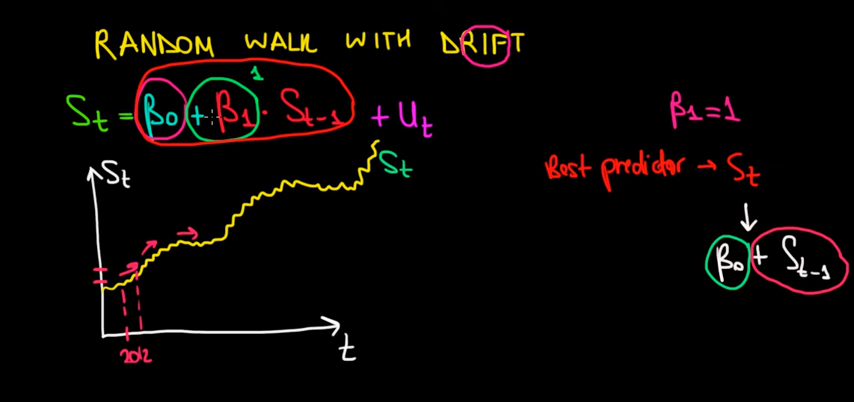 RANDOM WALK WITH DRIFT
1
St = β0 + β1 · St-1 + Ut
β1 = 1
Best predictor → St
β0 + St-1
St
St
2012
t